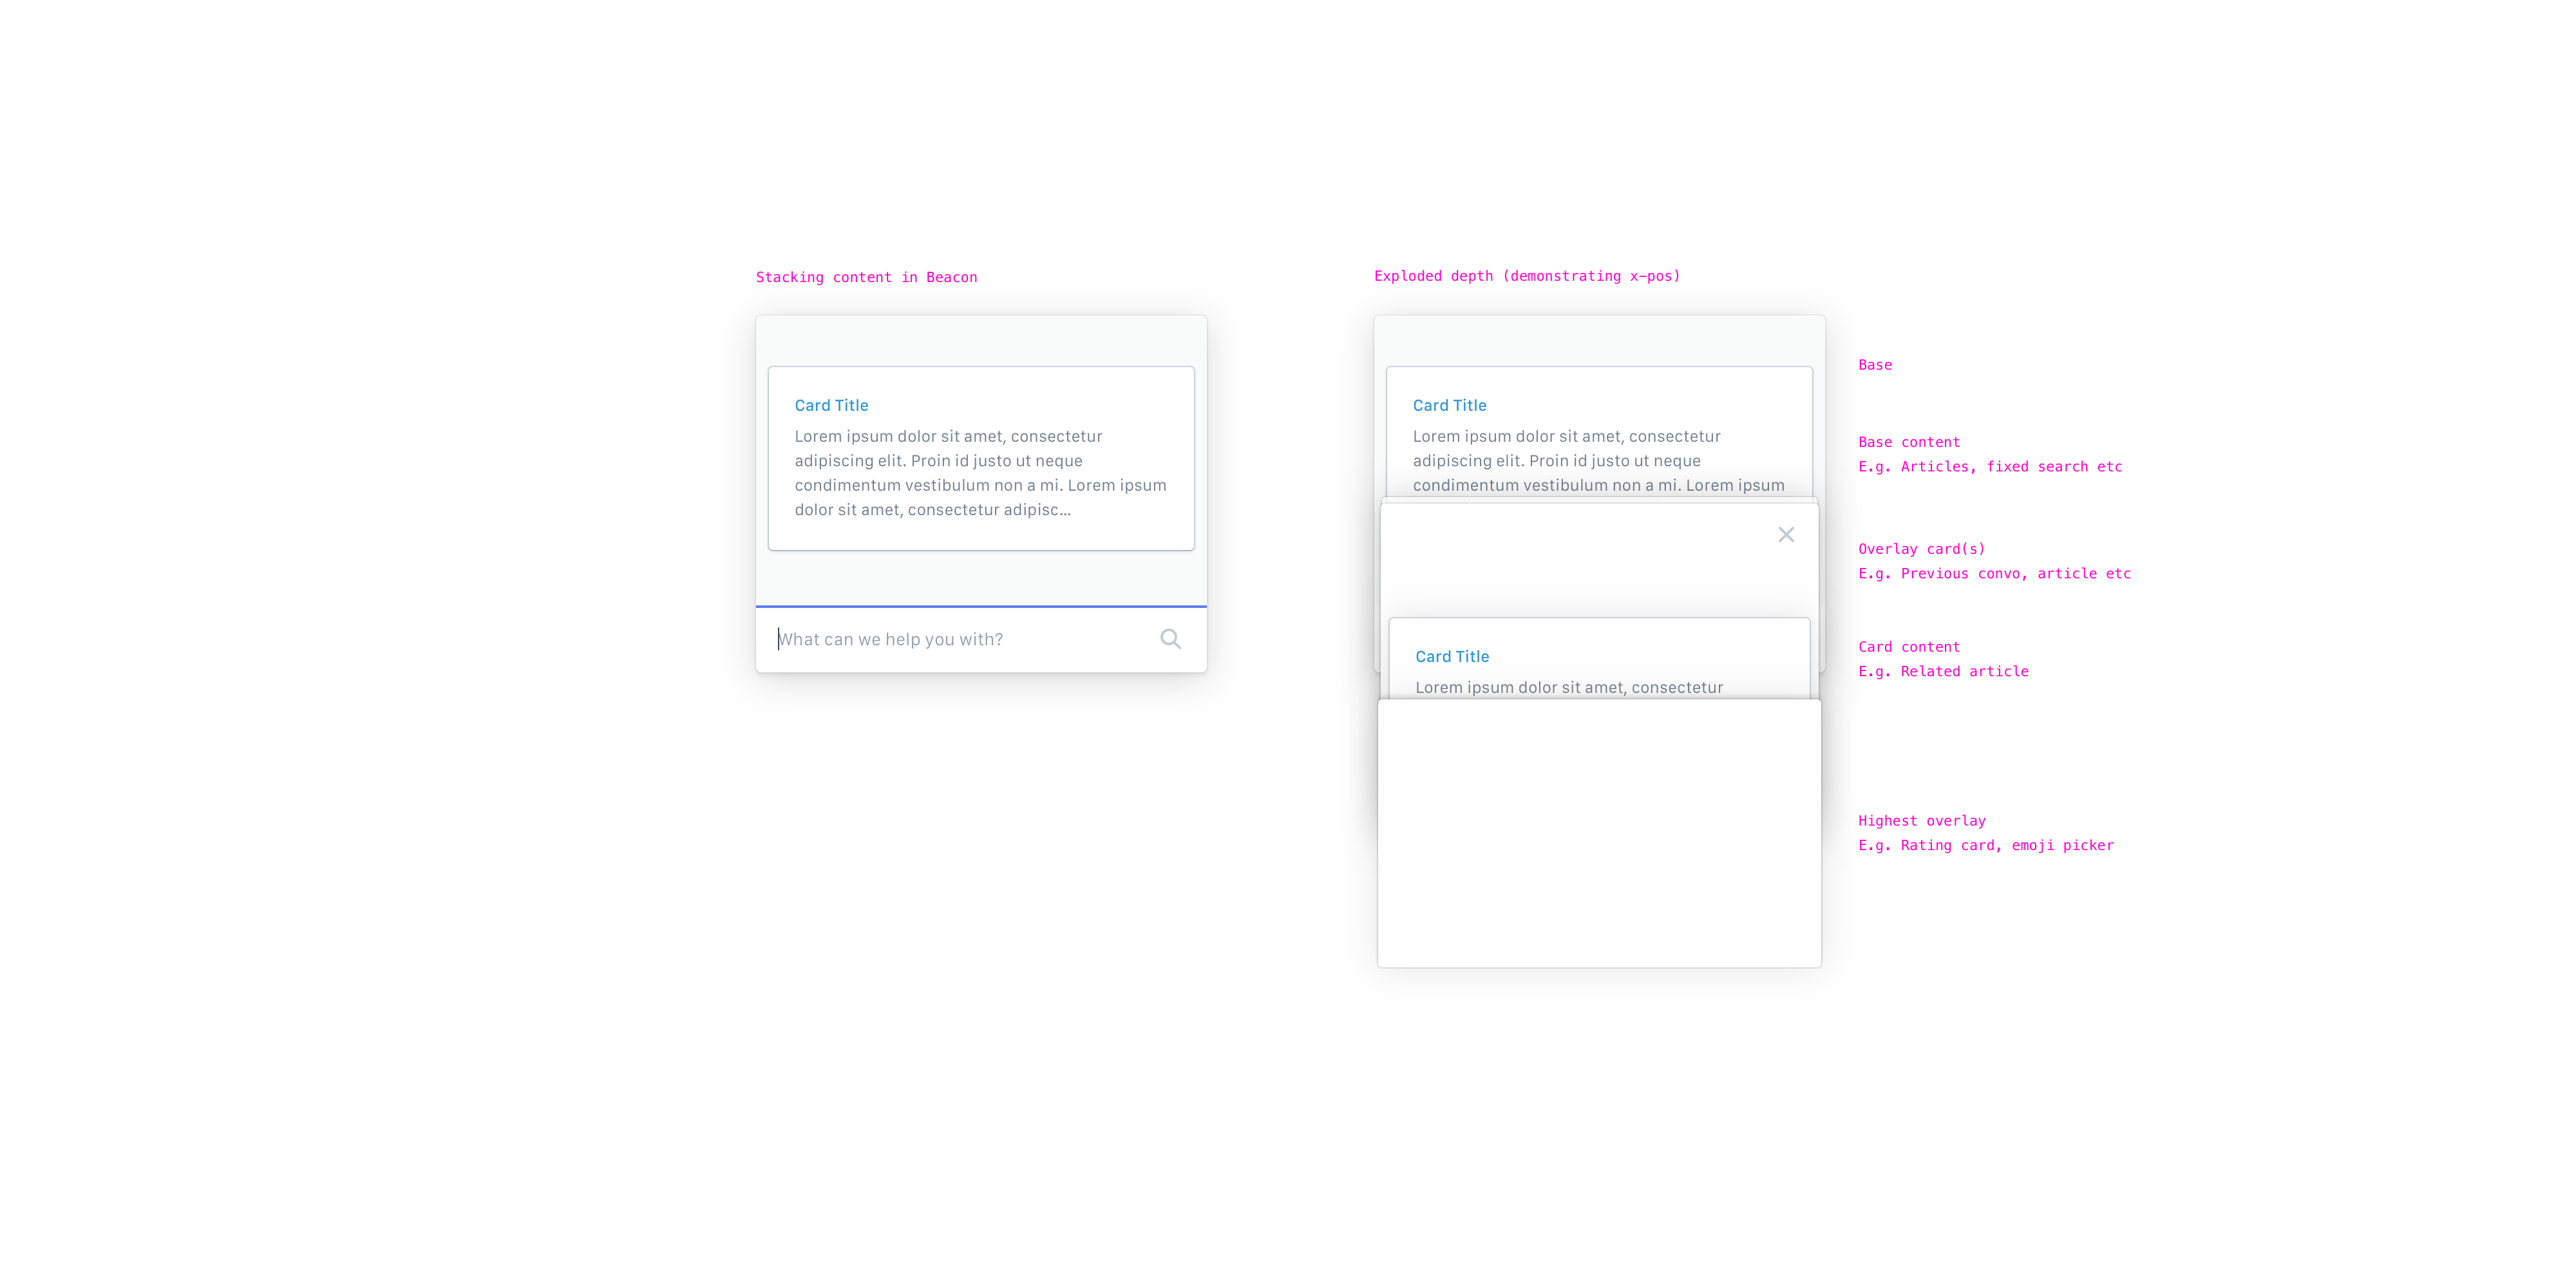 Stacking content in Beacon
Card Title
Lorem ipsum dolor sit amet, consectetur
adipiscing elit. Proin id justo ut neque
condimentum vestibulum non a mi. Lorem ipsum
dolor sit amet, consectetur adipisc...
What can we help you with?
Exploded depth (demonstrating x-pos)
Card Title
Lorem ipsum dolor sit amet, consectetur
adipiscing elit. Proin id justo ut neque
condimentum vestibulum non a mi. Lorem ipsum
Card Title
Lorem ipsum dolor sit amet, consectetur
Base
Base content
E.g. Articles, fixed search etc
Overlay card(s)
E.g. Previous convo, article etc
Card content
E.g. Related article
Highest overlay
E.g. Rating card, emoji picker